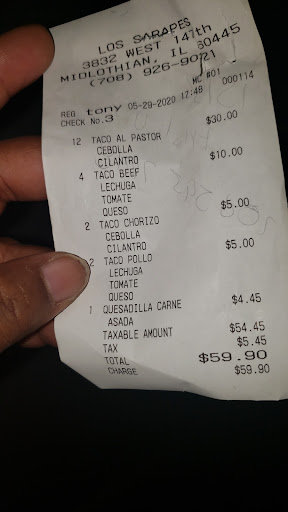 LOS SARAPES
3832 WEST 147th
MIDLOTHIAN, IL 60445
(708) 926-9021
MC #01
REG tony 05-29-2020 17:48 000114
CHECK No.3
12 TACO AL PASTOR $30.00
CEBOLLA
CILANTRO
4 TACO BEEF $10.00
LECHUGA
TOMATE
QUESO
2 TACO CHORIZO $5.00
CEBOLLA
CILANTRO
2 TACO POLLO $5.00
LECHUGA
TOMATE
QUESO
1 QUESADILLA CARNE $4.45
ASADA
TAXABLE AMOUNT $54.45
TAX $5.45
TOTAL $59.90
CHARGE $59.90